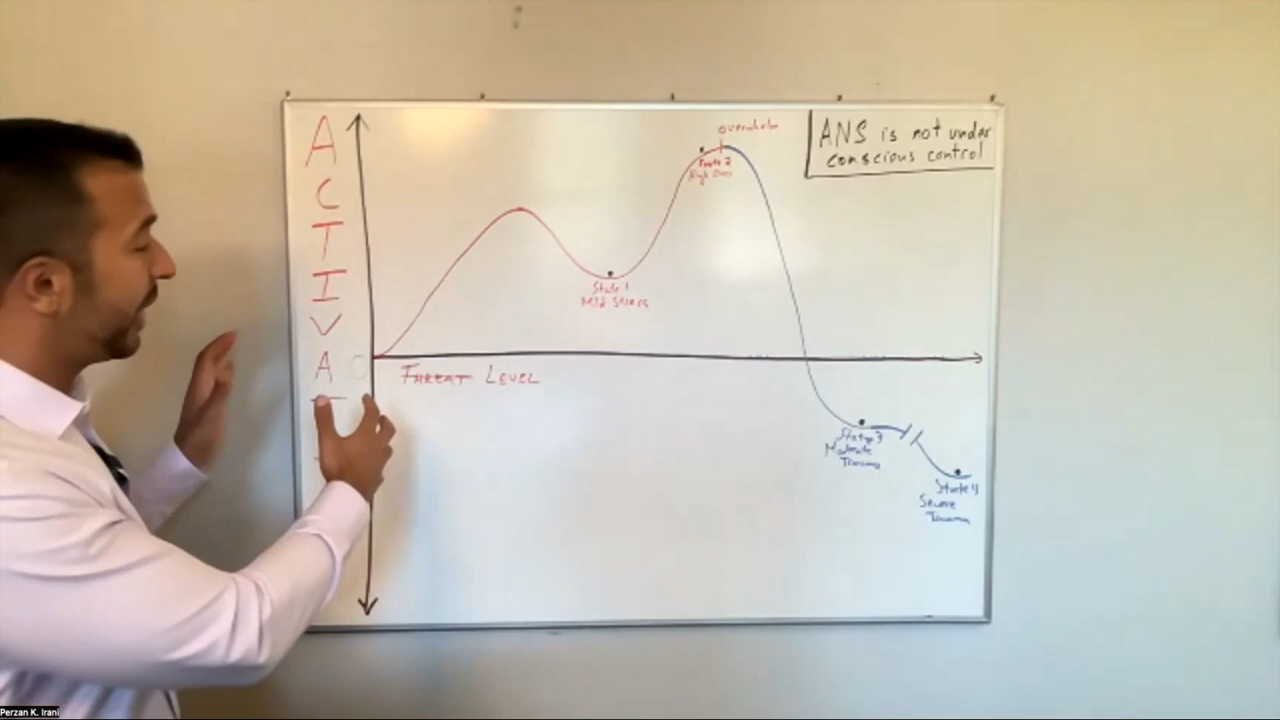 A
C
T
I
V
A
T
overwhelm
State 2
High Stress
ANS is not under
conscious control
State 1
Mild Stress
THREAT LEVEL
State 3
Moderate
Trauma
State 4
Severe
Trauma
Perzan K. Irani